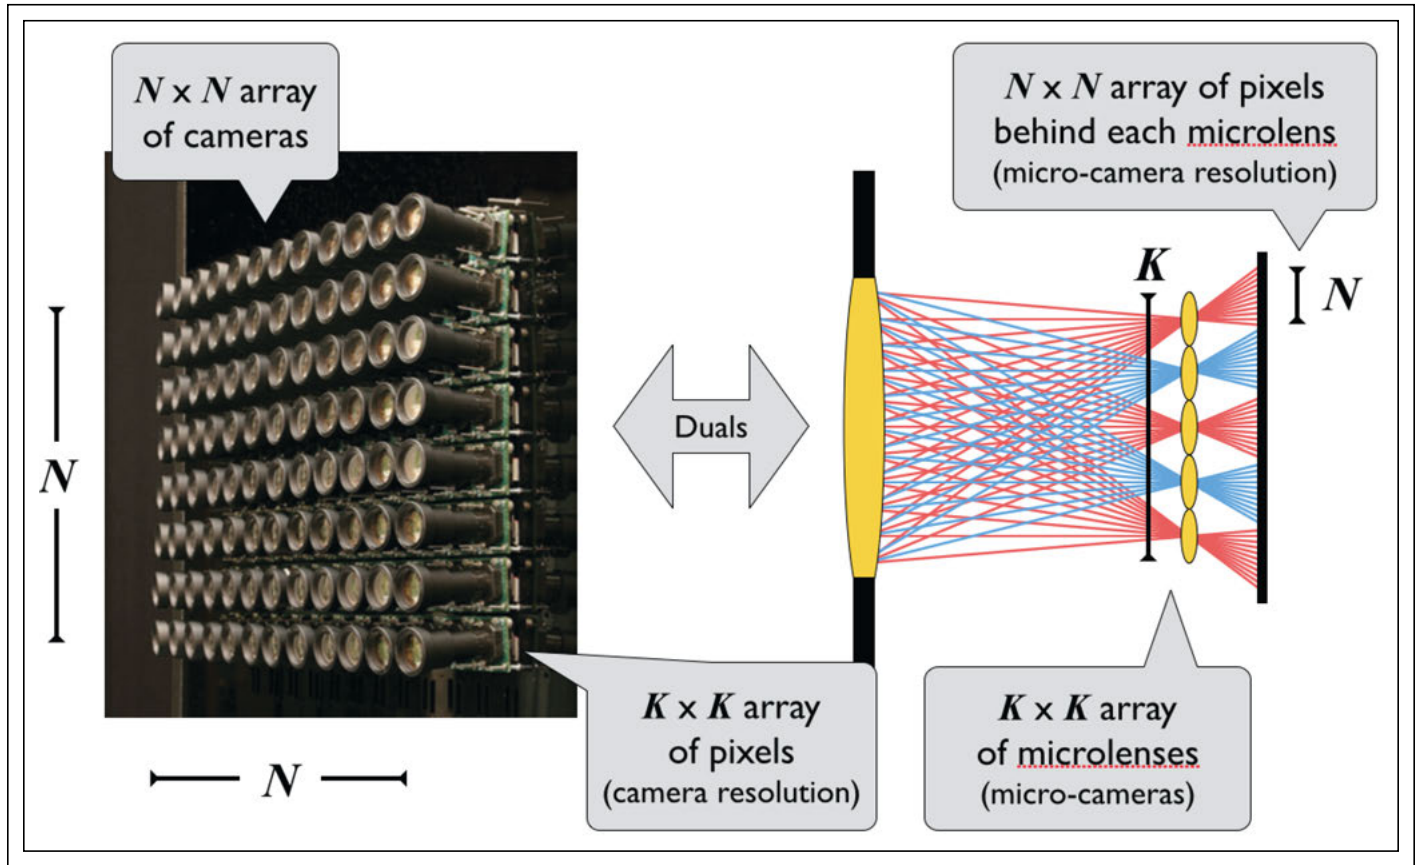 N x N array
of cameras
N
N
K x K array
of pixels
(camera resolution)
Duals
N x N array of pixels
behind each microlens
(micro-camera resolution)
K
N
K x K array
of microlenses
(micro-cameras)